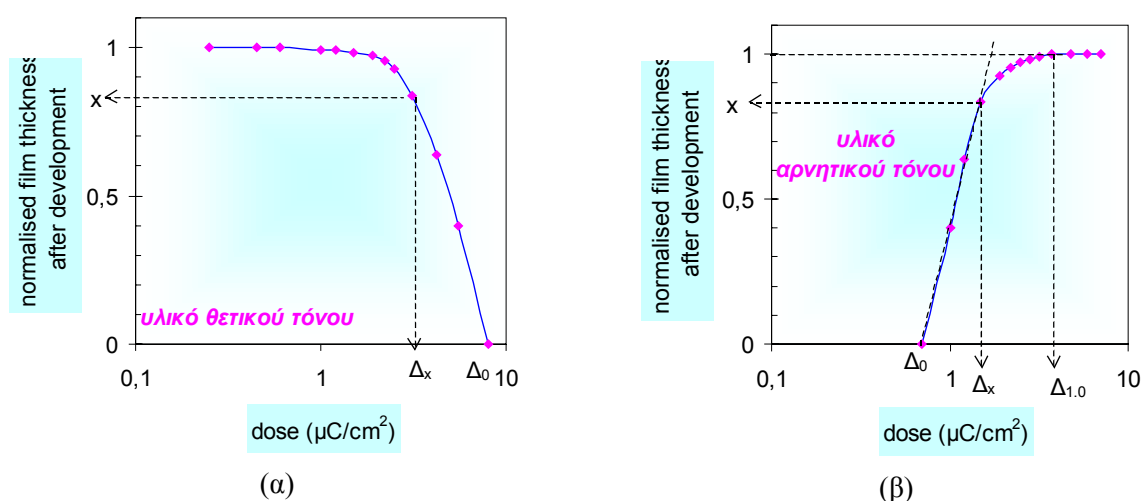 normalised film thickness
after development
1
x
0,5
0
υλικό θετικού τόνου
0,1
1
Δx
Δ0
10
dose (μC/cm2)
(α)
normalised film thickness
after development
1
x
0,5
0
υλικό
αρνητικού τόνου
Δ0
0,1
1
Δx
Δ1.0
10
dose (μC/cm2)
(β)